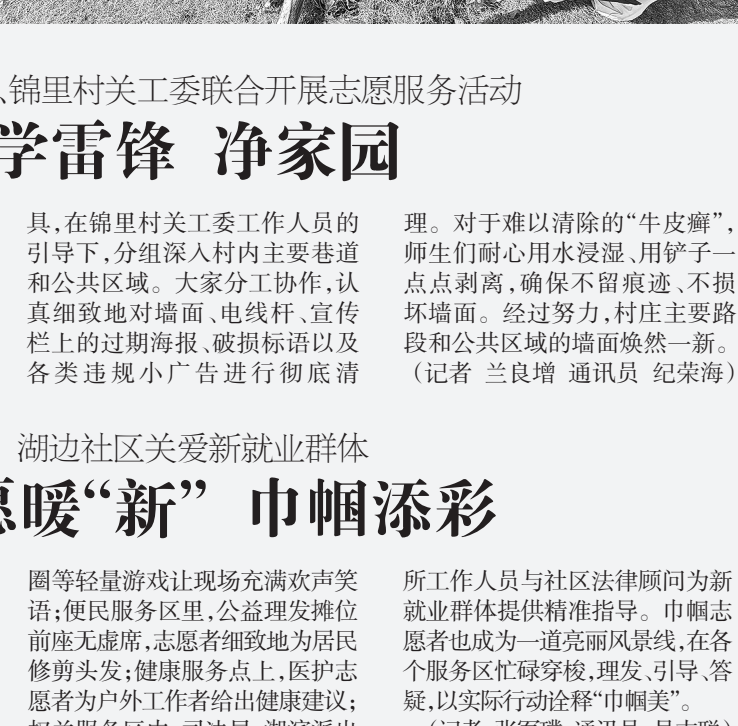 、锦里村关工委联合开展志愿服务活动
学雷锋 净家园
具,在锦里村关工委工作人员的
引导下,分组深入村内主要巷道
和公共区域。大家分工协作,认
真细致地对墙面、电线杆、宣传
栏上的过期海报、破损标语以及
各类违规小广告进行彻底清
理。对于难以清除的“牛皮癣”,
师生们耐心用水浸湿、用铲子一
点点剥离,确保不留痕迹、不损
坏墙面。经过努力,村庄主要路
段和公共区域的墙面焕然一新。
（记者 兰良增 通讯员 纪荣海）
湖边社区关爱新就业群体
愿暖“新” 巾帼添彩
圈等轻量游戏让现场充满欢声笑
语;便民服务区里,公益理发摊位
前座无虚席,志愿者细致地为居民
修剪头发;健康服务点上,医护志
愿者为户外工作者给出健康建议;
所工作人员与社区法律顾问为新
就业群体提供精准指导。巾帼志
愿者也成为一道亮丽风景线,在各
个服务区忙碌穿梭,理发、引导、答
疑,以实际行动诠释“巾帼美”。